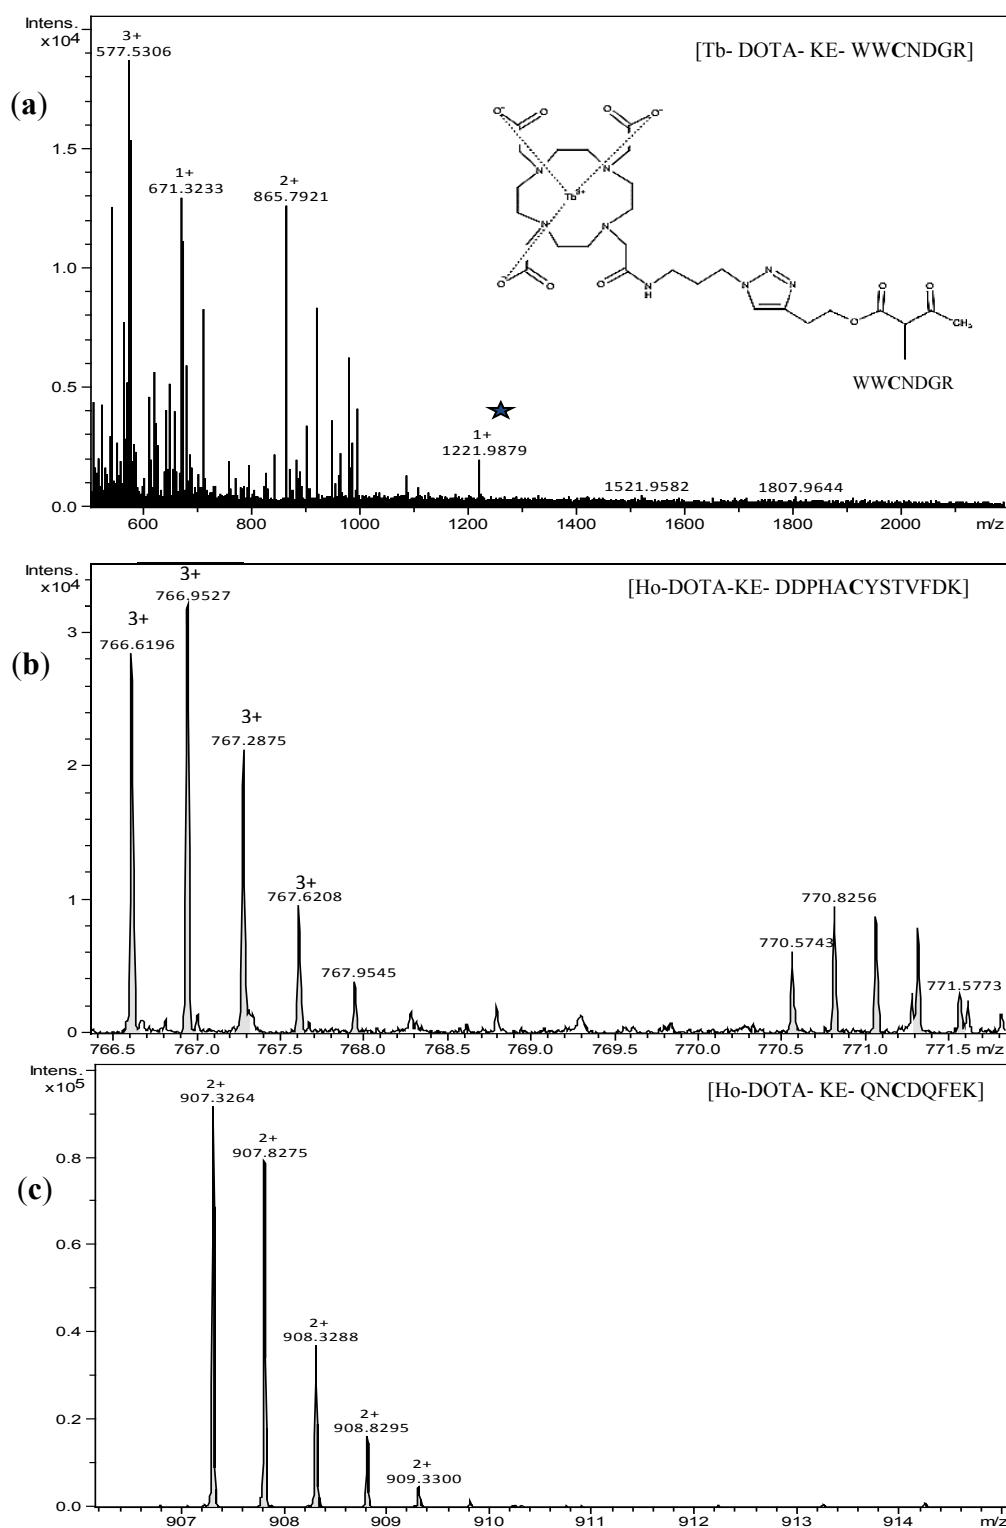 Intens.
x10⁴
(a)
[Tb- DOTA- KE- WWCNDGR]
3+
577.5306
1+
671.3233
2+
865.7921
1+
1221.9879
1521.9582
1807.9644
1.5
1.0
0.5
0.0
600 800 1000 1200 1400 1600 1800 2000 m/z
O⁻ O O O⁻
N N
Tb³⁺
N N
O⁻ O
O N H
N N N
O O O CH₃
WWCNDGR
Intens.
x10⁴
(b)
[Ho-DOTA-KE- DDPHACYSTVFDK]
3+
766.6196
3+
766.9527
3+
767.2875
3+
767.6208
767.9545
770.5743
770.8256
771.5773
3
2
1
0
766.5 767.0 767.5 768.0 768.5 769.0 769.5 770.0 770.5 771.0 771.5 m/z
Intens.
x10⁵
(c)
[Ho-DOTA- KE- QNCDQFEK]
2+
907.3264
2+
907.8275
2+
908.3288
2+
908.8295
2+
909.3300
0.8
0.6
0.4
0.2
0.0
907 908 909 910 911 912 913 914 m/z